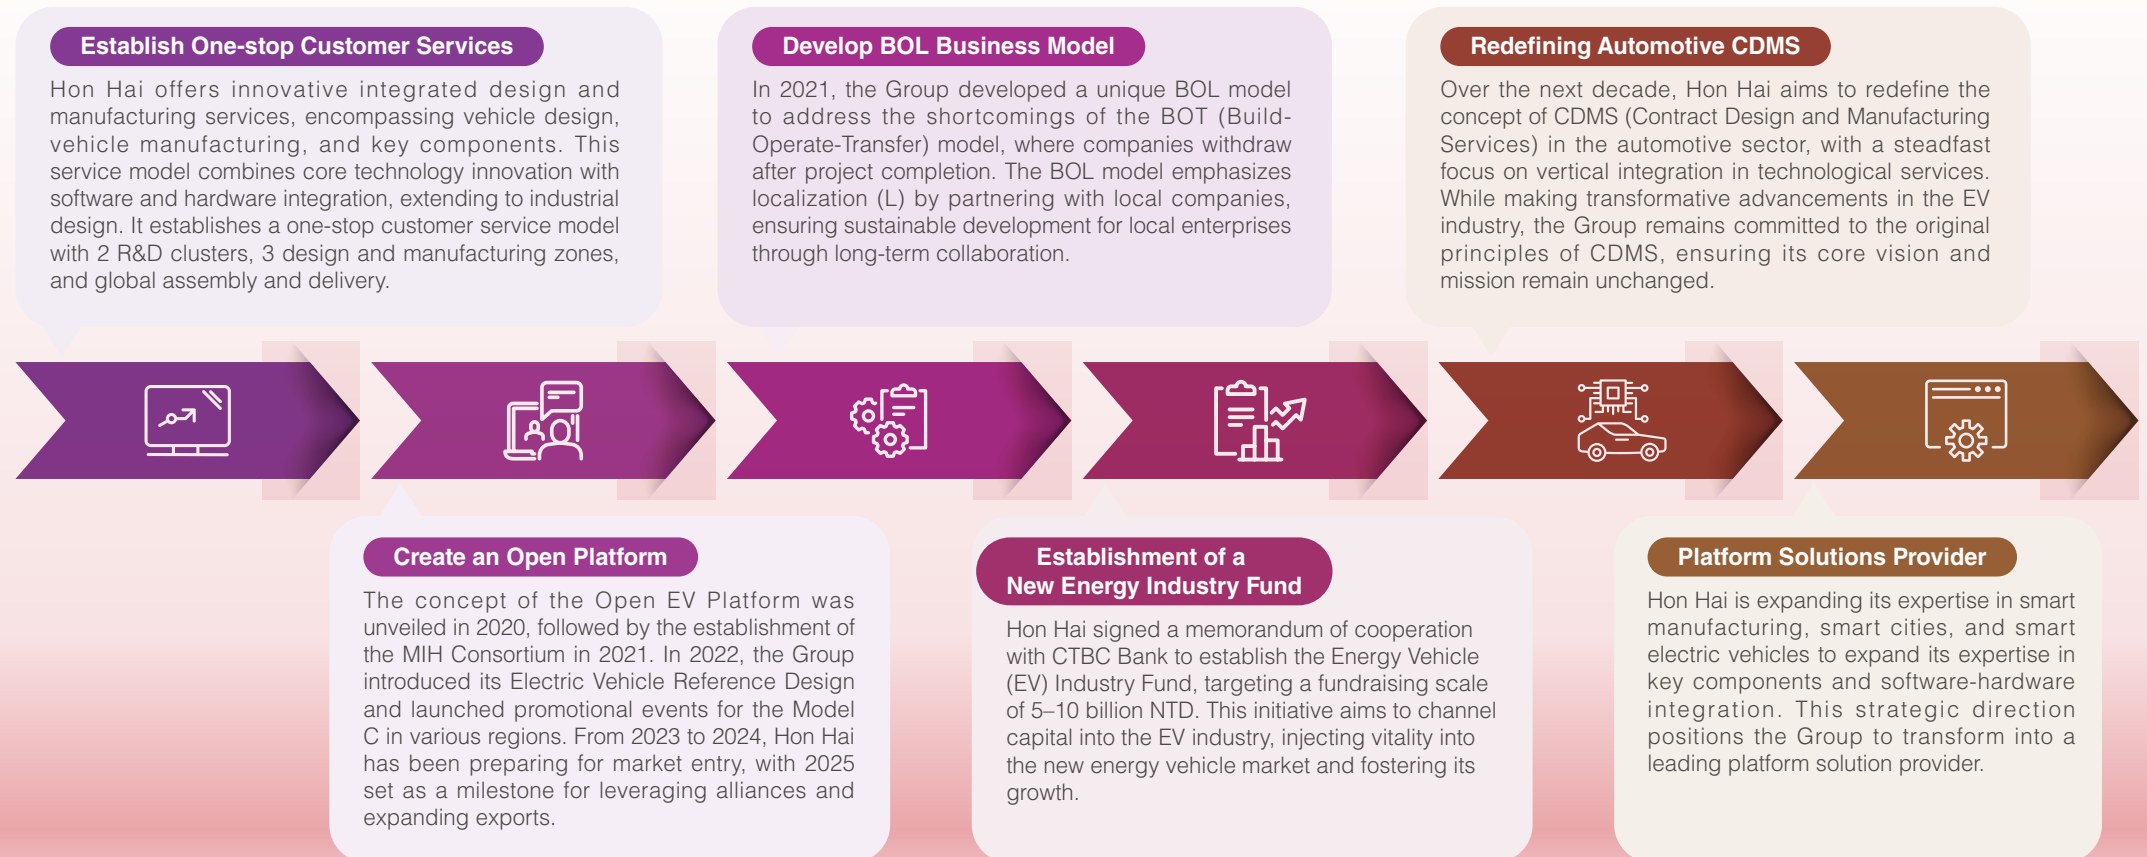 Establish One-stop Customer Services
Hon Hai offers innovative integrated design and
manufacturing services, encompassing vehicle design,
vehicle manufacturing, and key components. This
service model combines core technology innovation with
software and hardware integration, extending to industrial
design. It establishes a one-stop customer service model
with 2 R&D clusters, 3 design and manufacturing zones,
and global assembly and delivery.
Create an Open Platform
The concept of the Open EV Platform was
unveiled in 2020, followed by the establishment of
the MIH Consortium in 2021. In 2022, the Group
introduced its Electric Vehicle Reference Design
and launched promotional events for the Model
C in various regions. From 2023 to 2024, Hon Hai
has been preparing for market entry, with 2025
set as a milestone for leveraging alliances and
expanding exports.
Develop BOL Business Model
In 2021, the Group developed a unique BOL model
to address the shortcomings of the BOT (Build-
Operate-Transfer) model, where companies withdraw
after project completion. The BOL model emphasizes
localization (L) by partnering with local companies,
ensuring sustainable development for local enterprises
through long-term collaboration.
Establishment of a
New Energy Industry Fund
Hon Hai signed a memorandum of cooperation
with CTBC Bank to establish the Energy Vehicle
(EV) Industry Fund, targeting a fundraising scale
of 5–10 billion NTD. This initiative aims to channel
capital into the EV industry, injecting vitality into
the new energy vehicle market and fostering its
growth.
Redefining Automotive CDMS
Over the next decade, Hon Hai aims to redefine the
concept of CDMS (Contract Design and Manufacturing
Services) in the automotive sector, with a steadfast
focus on vertical integration in technological services.
While making transformative advancements in the EV
industry, the Group remains committed to the original
principles of CDMS, ensuring its core vision and
mission remain unchanged.
Platform Solutions Provider
Hon Hai is expanding its expertise in smart
manufacturing, smart cities, and smart
electric vehicles to expand its expertise in
key components and software-hardware
integration. This strategic direction
positions the Group to transform into a
leading platform solution provider.